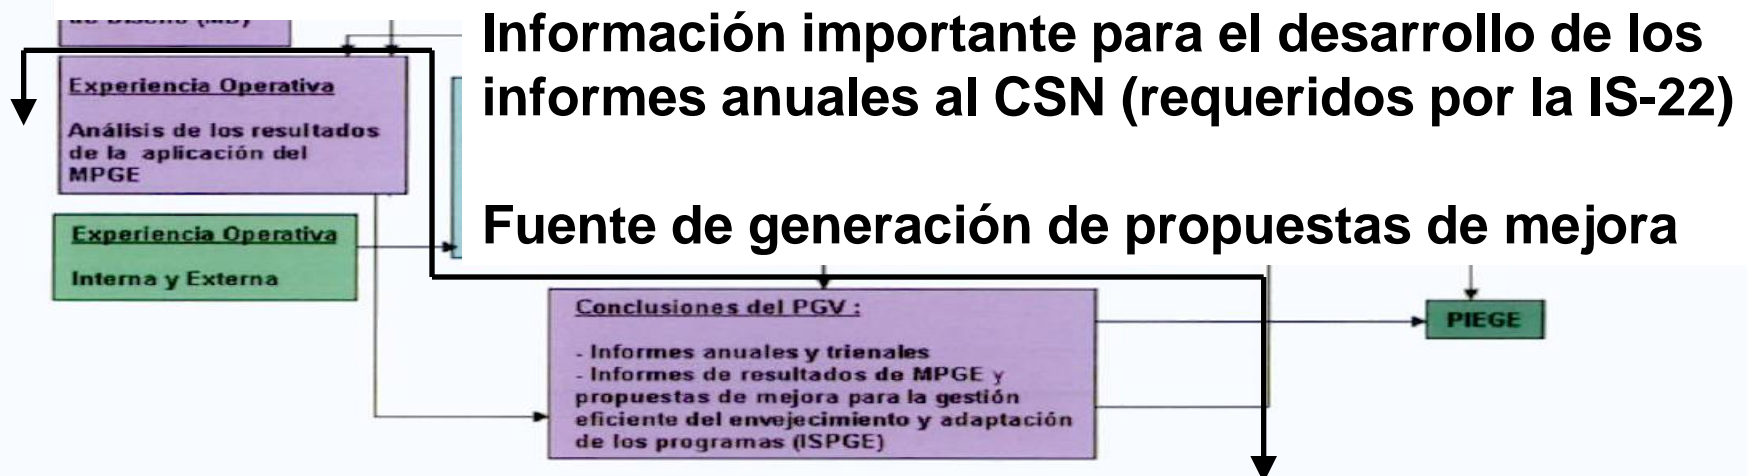 de Diseño (MD)
Información importante para el desarrollo de los
informes anuales al CSN (requeridos por la IS-22)
Fuente de generación de propuestas de mejora
Experiencia Operativa
Análisis de los resultados
de la aplicación del
MPGE
Experiencia Operativa
Interna y Externa
Conclusiones del PGV :
- Informes anuales y trienales
- Informes de resultados de MPGE y
propuestas de mejora para la gestión
eficiente del envejecimiento y adaptación
de los programas (ISPGE)
PIEGE